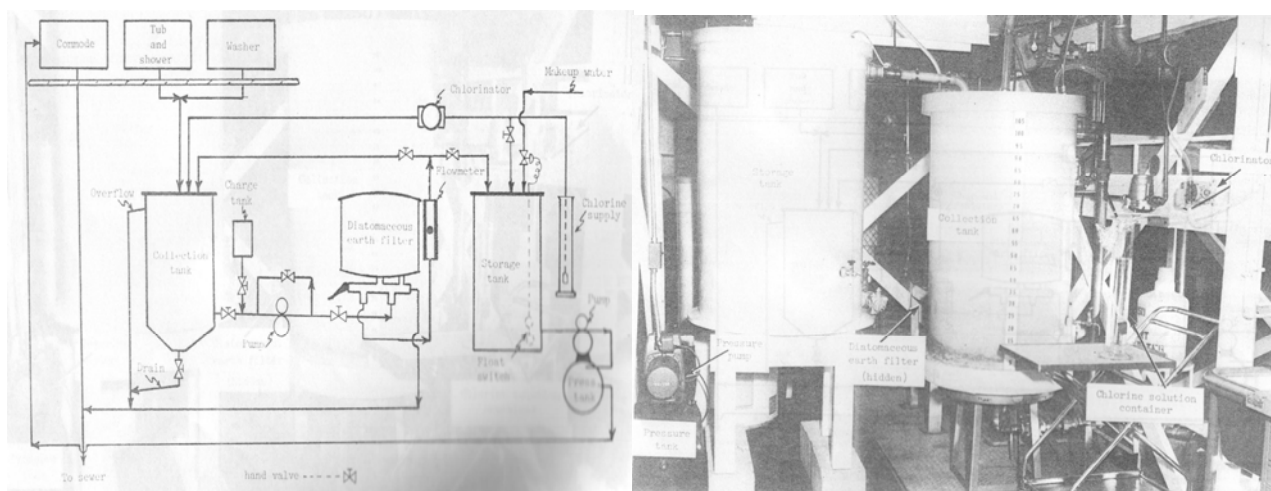 Commode
Tub
and
shower
Washer
Makeup water
Chlorinator
Flowmeter
Overflow
Charge
tank
Chlorine
supply
Diatomaceous
earth filter
Collection
tank
Storage
tank
Pump
Pump
Drain
Float
switch
Press.
tank
To sewer
hand valve
Storage
tank
Chlorinator
Collection
tank
Pressure
pump
Diatomaceous
earth filter
(hidden)
Chlorine solution
container
Pressure
tank